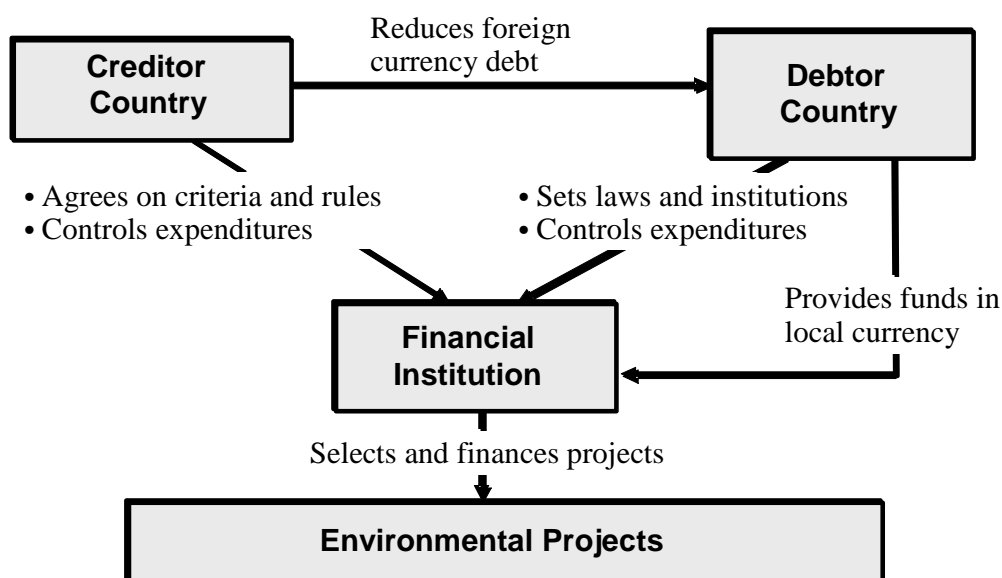 Reduces foreign
currency debt
Creditor
Country
Debtor
Country
• Agrees on criteria and rules
• Controls expenditures
• Sets laws and institutions
• Controls expenditures
Provides funds in
local currency
Financial
Institution
Selects and finances projects
Environmental Projects